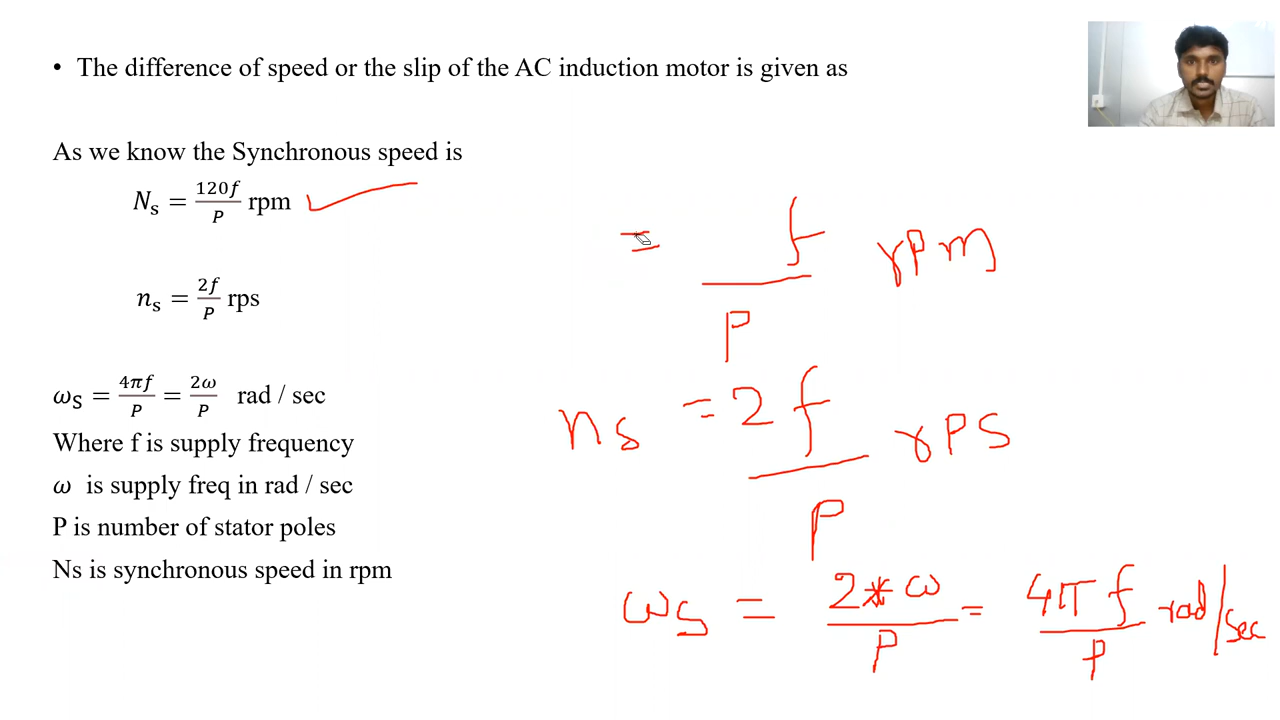 • The difference of speed or the slip of the AC induction motor is given as
As we know the Synchronous speed is
Nₛ = 120f/P rpm
nₛ = 2f/P rps
ωS = 4πf/P = 2ω/P rad / sec
Where f is supply frequency
ω is supply freq in rad / sec
P is number of stator poles
Ns is synchronous speed in rpm
= f/P rpm
ns = 2f/P rps
ωs = 2*ω/P = 4πf/P rad/sec